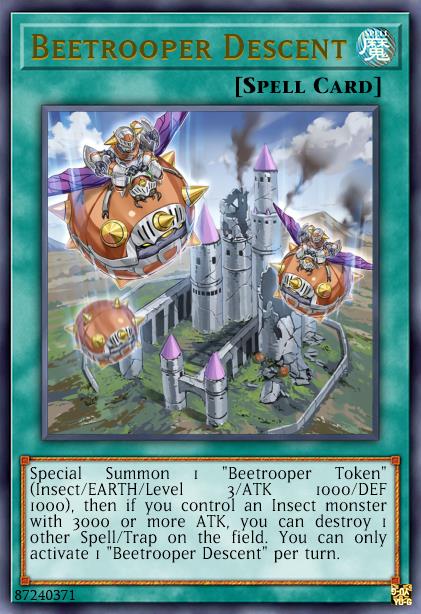 Beetrooper Descent
SPELL
魔
[Spell Card]
Special Summon 1 "Beetrooper Token"
(Insect/EARTH/Level 3/ATK 1000/DEF
1000), then if you control an Insect monster
with 3000 or more ATK, you can destroy 1
other Spell/Trap on the field. You can only
activate 1 "Beetrooper Descent" per turn.
87240371